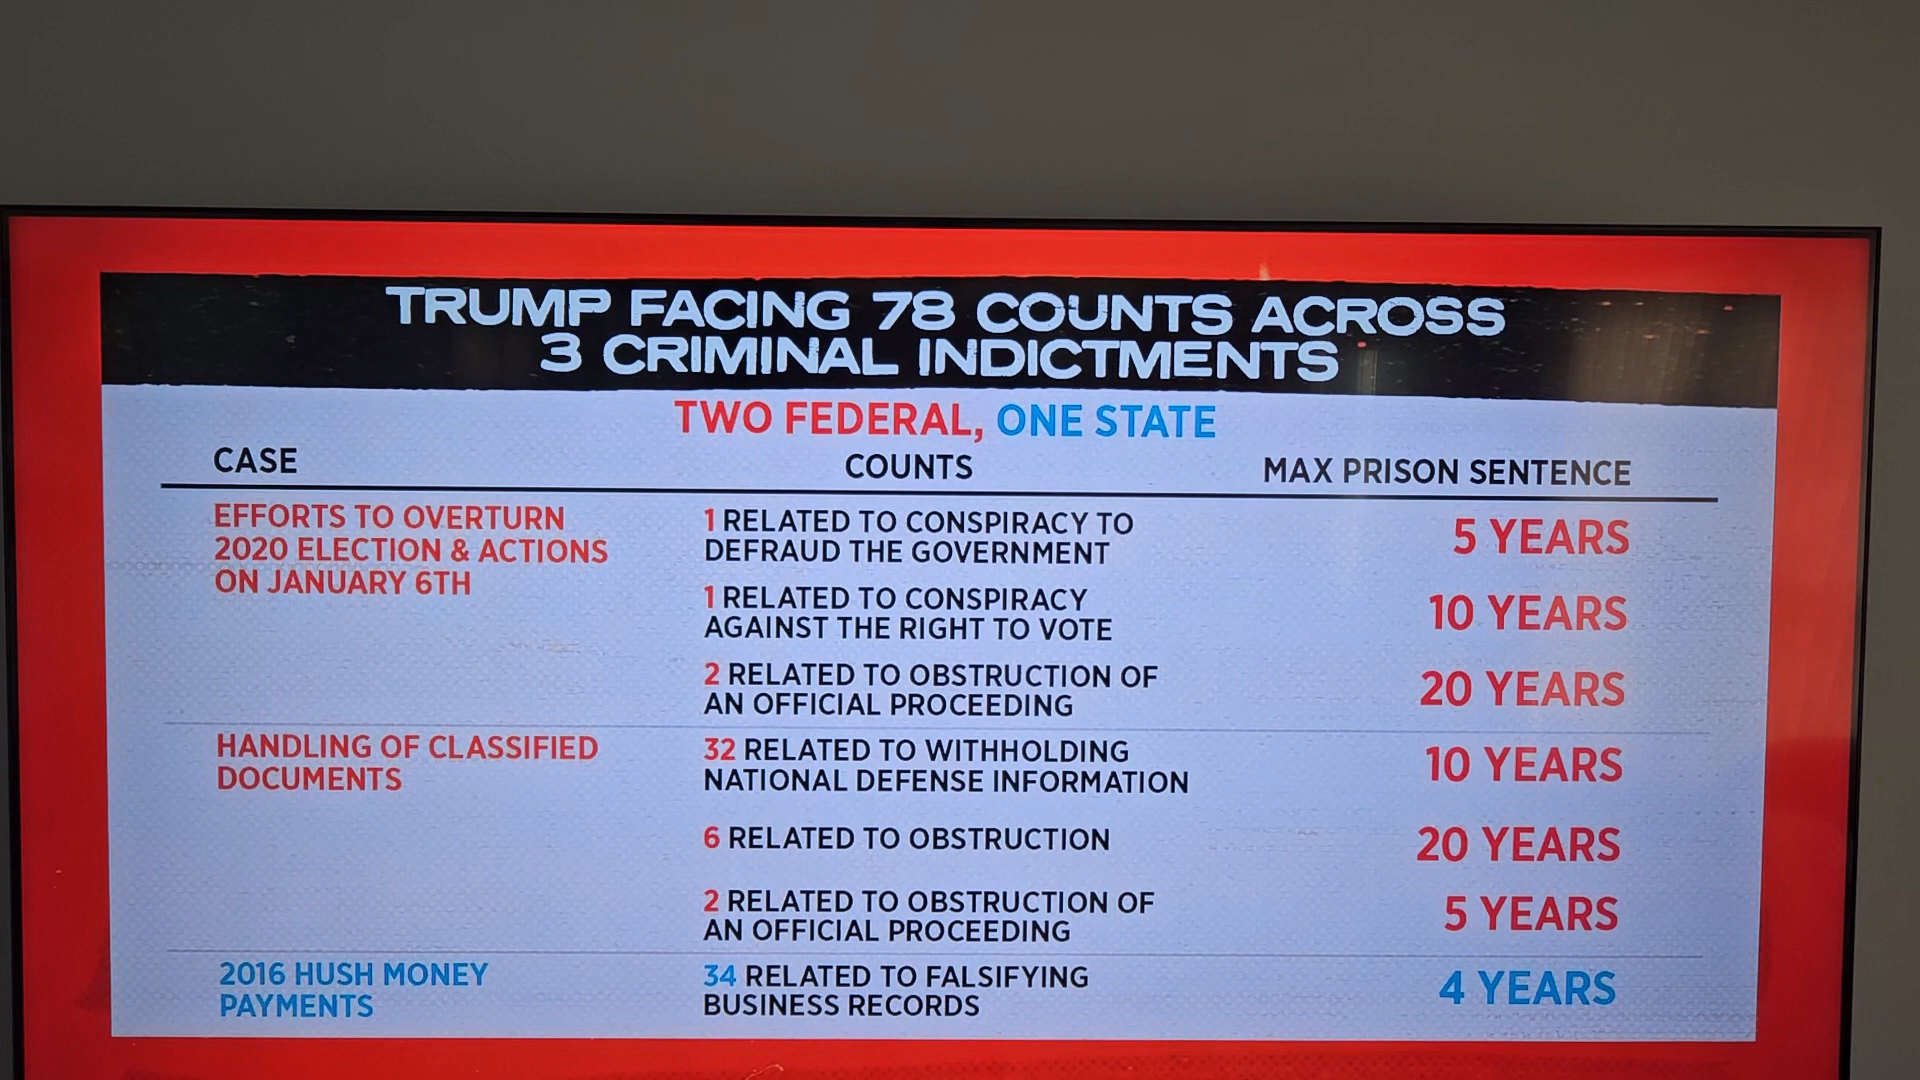 TRUMP FACING 78 COUNTS ACROSS
3 CRIMINAL INDICTMENTS
TWO FEDERAL, ONE STATE
CASE COUNTS MAX PRISON SENTENCE
EFFORTS TO OVERTURN
2020 ELECTION & ACTIONS
ON JANUARY 6TH
1 RELATED TO CONSPIRACY TO
DEFRAUD THE GOVERNMENT
5 YEARS
1 RELATED TO CONSPIRACY
AGAINST THE RIGHT TO VOTE
10 YEARS
2 RELATED TO OBSTRUCTION OF
AN OFFICIAL PROCEEDING
20 YEARS
HANDLING OF CLASSIFIED
DOCUMENTS
32 RELATED TO WITHHOLDING
NATIONAL DEFENSE INFORMATION
10 YEARS
6 RELATED TO OBSTRUCTION
20 YEARS
2 RELATED TO OBSTRUCTION OF
AN OFFICIAL PROCEEDING
5 YEARS
2016 HUSH MONEY
PAYMENTS
34 RELATED TO FALSIFYING
BUSINESS RECORDS
4 YEARS